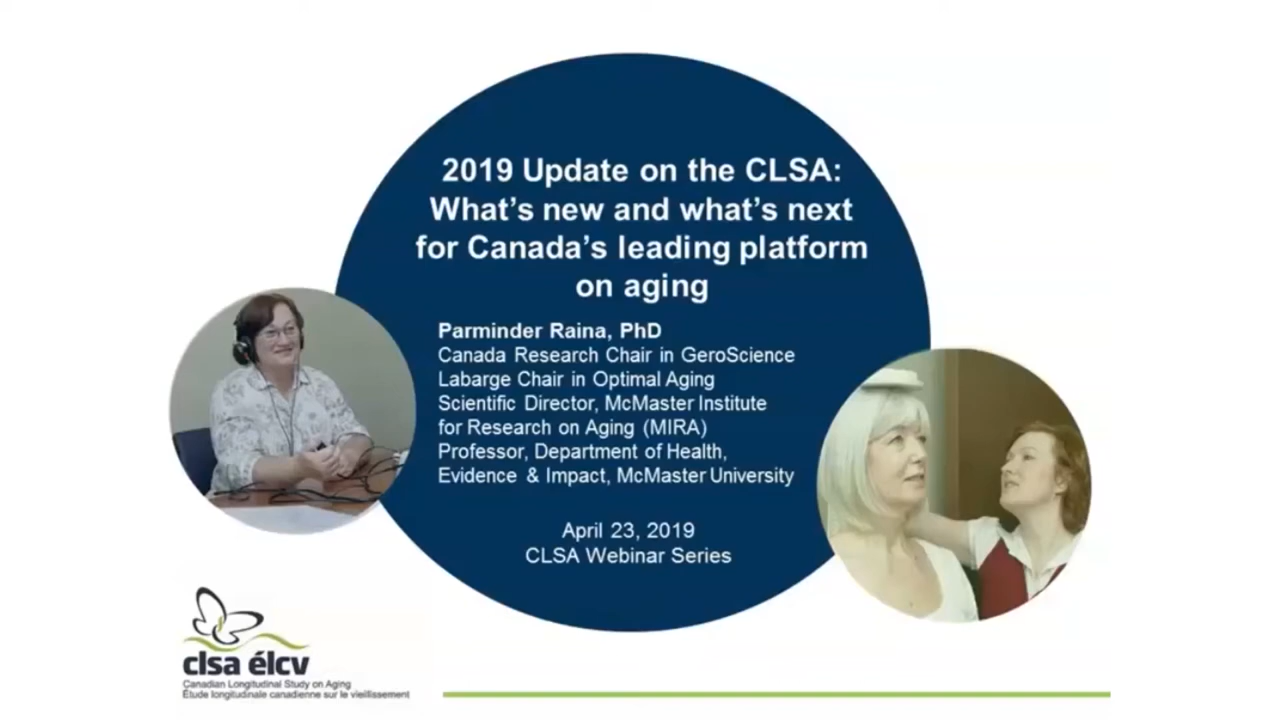 2019 Update on the CLSA:
What's new and what's next
for Canada's leading platform
on aging
Parminder Raina, PhD
Canada Research Chair in GeroScience
Labarge Chair in Optimal Aging
Scientific Director, McMaster Institute
for Research on Aging (MIRA)
Professor, Department of Health,
Evidence & Impact, McMaster University
April 23, 2019
CLSA Webinar Series
clsa élcv
Canadian Longitudinal Study on Aging
Étude longitudinale canadienne sur le vieillissement